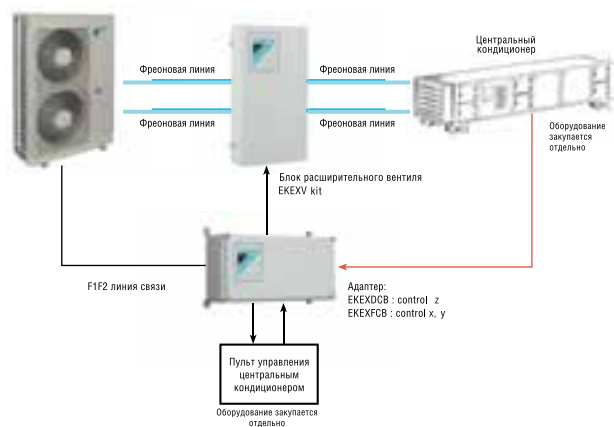 Центральный
кондиционер
Фреоновая линия
Фреоновая линия
Фреоновая линия
Фреоновая линия
Оборудование
закупается
отдельно
Блок расширительного вентиля
EKEXV kit
F1F2 линия связи
Адаптер:
EKEXDCB : control z
EKEXFCB : control x, y
Пульт управления
центральным
кондиционером
Оборудование закупается
отдельно